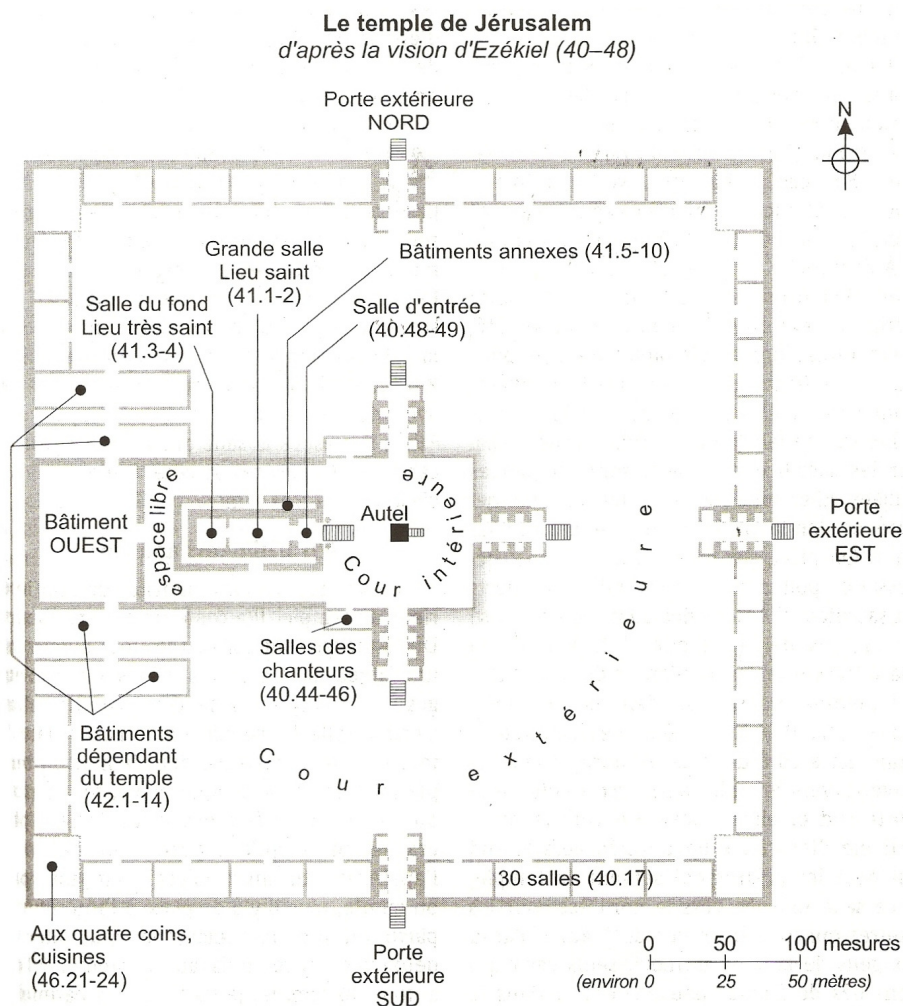 Le temple de Jérusalem
d'après la vision d'Ezékiel (40–48)
Porte extérieure
NORD
N
Grande salle
Lieu saint
(41.1-2)
Bâtiments annexes (41.5-10)
Salle du fond
Lieu très saint
(41.3-4)
Salle d'entrée
(40.48-49)
Bâtiment
OUEST
espace libre
Autel
Cour intérieure
Porte
extérieure
EST
Salles des
chanteurs
(40.44-46)
Cour extérieure
Bâtiments
dépendant
du temple
(42.1-14)
30 salles (40.17)
Aux quatre coins,
cuisines
(46.21-24)
Porte
extérieure
SUD
0 50 100 mesures
(environ 0 25 50 mètres)